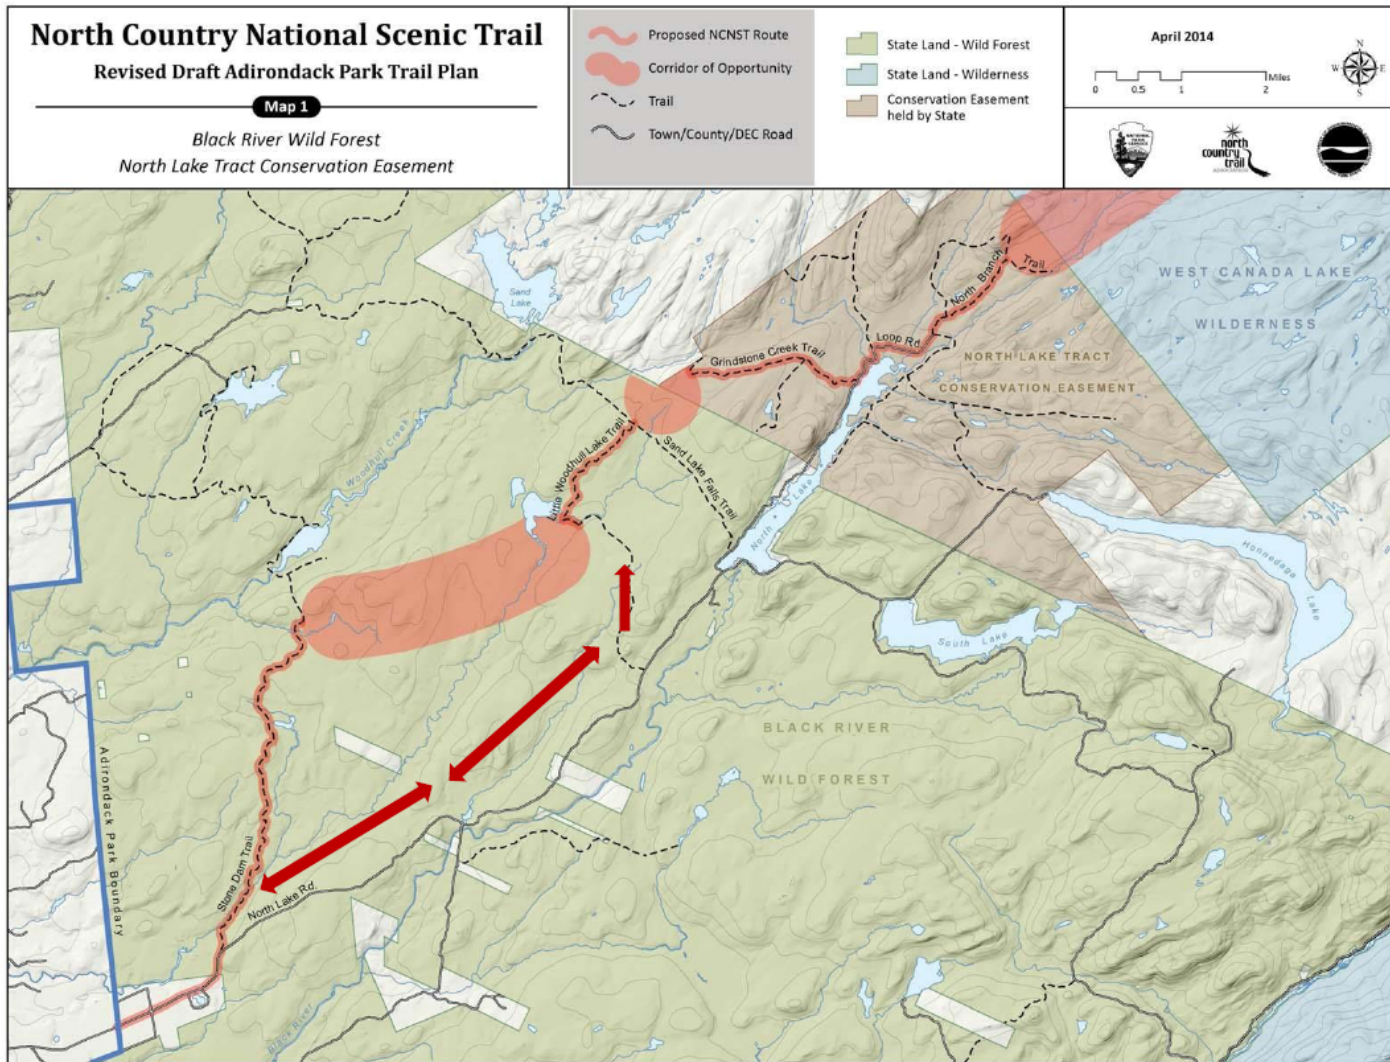 North Country National Scenic Trail
Revised Draft Adirondack Park Trail Plan
Map 1
Black River Wild Forest
North Lake Tract Conservation Easement
Proposed NCNST Route
Corridor of Opportunity
Trail
Town/County/DEC Road
State Land - Wild Forest
State Land - Wilderness
Conservation Easement
held by State
April 2014
0 0.5 1 2 Miles
N
W E
S
north
country
trail
ASSOCIATION
Sand
Lake
North Branch
Trail
WEST CANADA LAKE
WILDERNESS
Loop Rd.
Grindstone Creek Trail
NORTH LAKE TRACT
CONSERVATION EASEMENT
Woodhull Creek
Little Woodhull Lake Trail
Sand Lake Falls Trail
North Lake
Honnedaga
Lake
South Lake
BLACK RIVER
WILD FOREST
Adirondack Park Boundary
Stone Dam Trail
North Lake Rd.
Black River